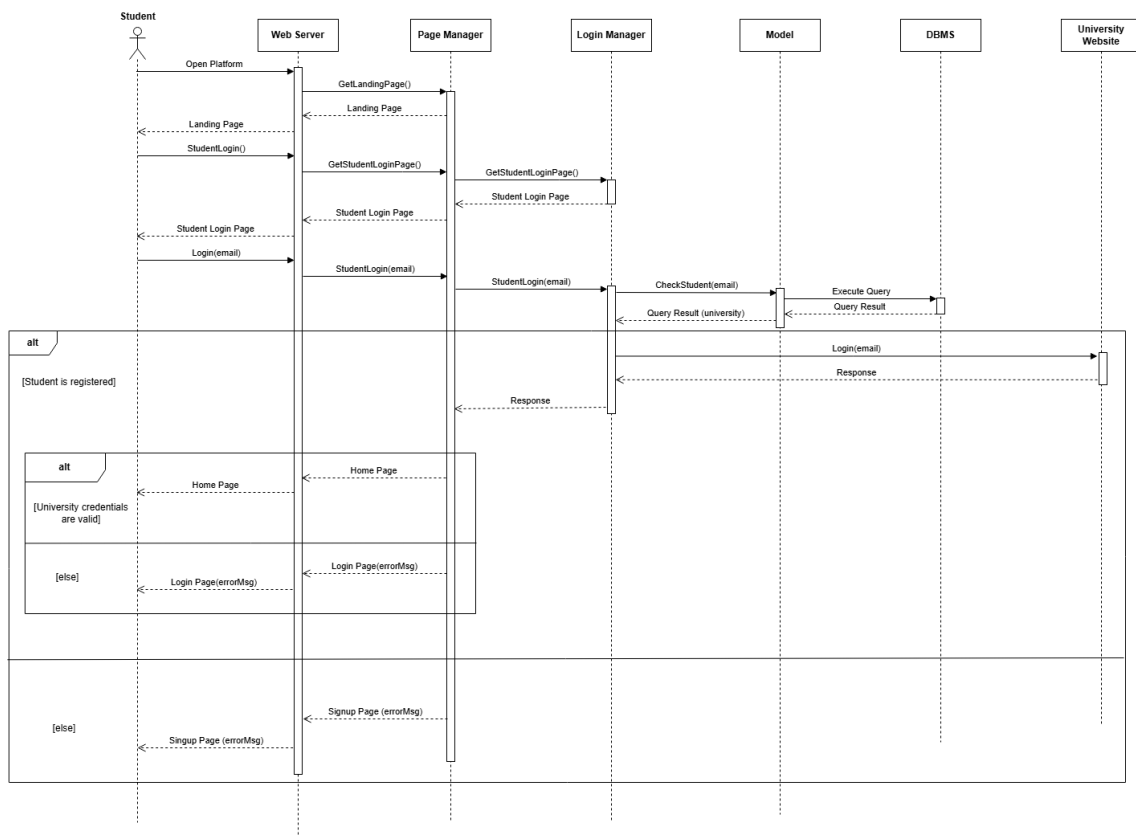 Student
Web Server
Page Manager
Login Manager
Model
DBMS
University
Website
Open Platform
GetLandingPage()
Landing Page
Landing Page
StudentLogin()
GetStudentLoginPage()
GetStudentLoginPage()
Student Login Page
Student Login Page
Student Login Page
Login(email)
StudentLogin(email)
StudentLogin(email)
CheckStudent(email)
Execute Query
Query Result
Query Result (university)
alt
Login(email)
[Student is registered]
Response
Response
alt
Home Page
Home Page
[University credentials
are valid]
[else]
Login Page(errorMsg)
Login Page(errorMsg)
Signup Page (errorMsg)
[else]
Singup Page (errorMsg)